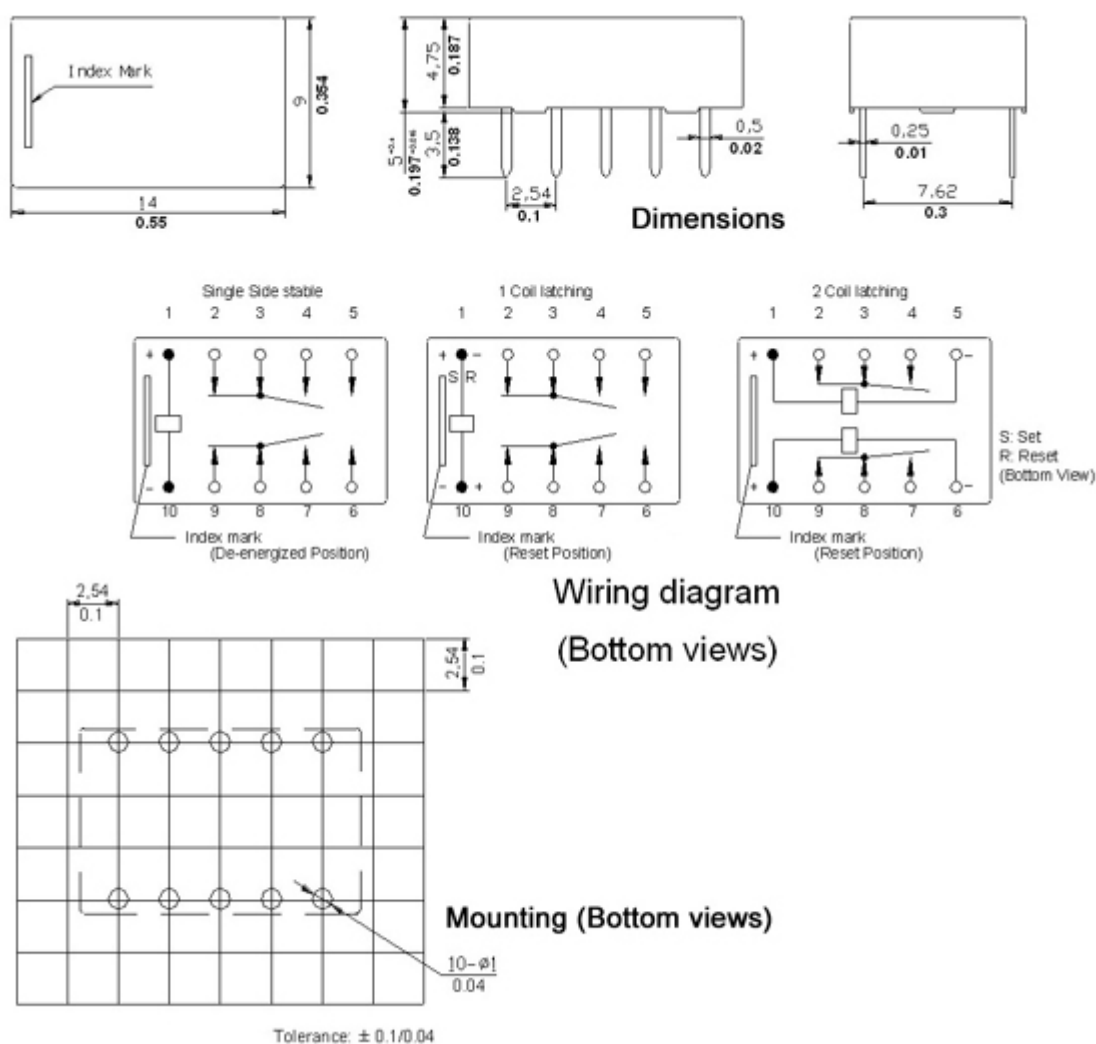 Index Mark
9
0.354
14
0.55
5+0.4
0.197
4,75
0.187
3,5
0.138
2,54
0.1
0,5
0.02
Dimensions
0,25
0.01
7.62
0.3
Single Side stable
1 2 3 4 5
+
-
10 9 8 7 6
Index mark
(De-energized Position)
1 Coil latching
1 2 3 4 5
+ -
S R
- +
10 9 8 7 6
Index mark
(Reset Position)
2 Coil latching
1 2 3 4 5
+ -
+ -
10 9 8 7 6
Index mark
(Reset Position)
S: Set
R: Reset
(Bottom View)
Wiring diagram
(Bottom views)
2,54
0.1
2,54
0.1
Mounting (Bottom views)
10-ø1
0.04
Tolerance: ± 0.1/0.04